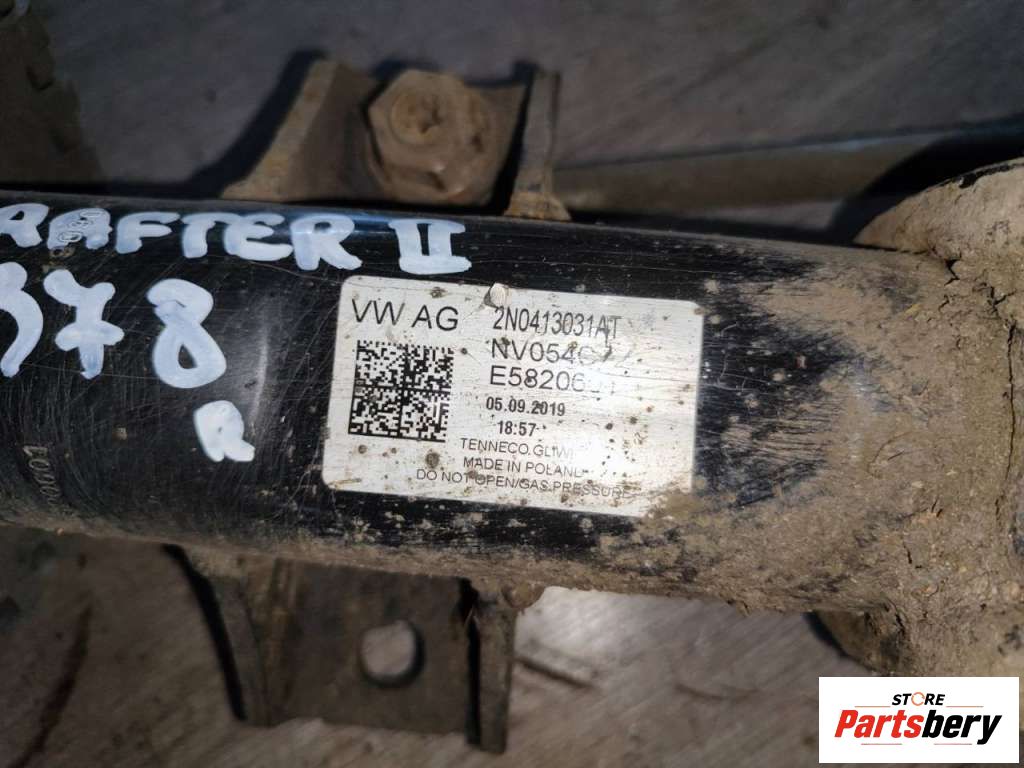 RAFTER II
378
R
VW AG
2N0413031AT
05.09.2019
18:57
TENNECO
MADE IN POLAND
DO NOT OPEN/GAS PRESSURE
STORE
Partsbery